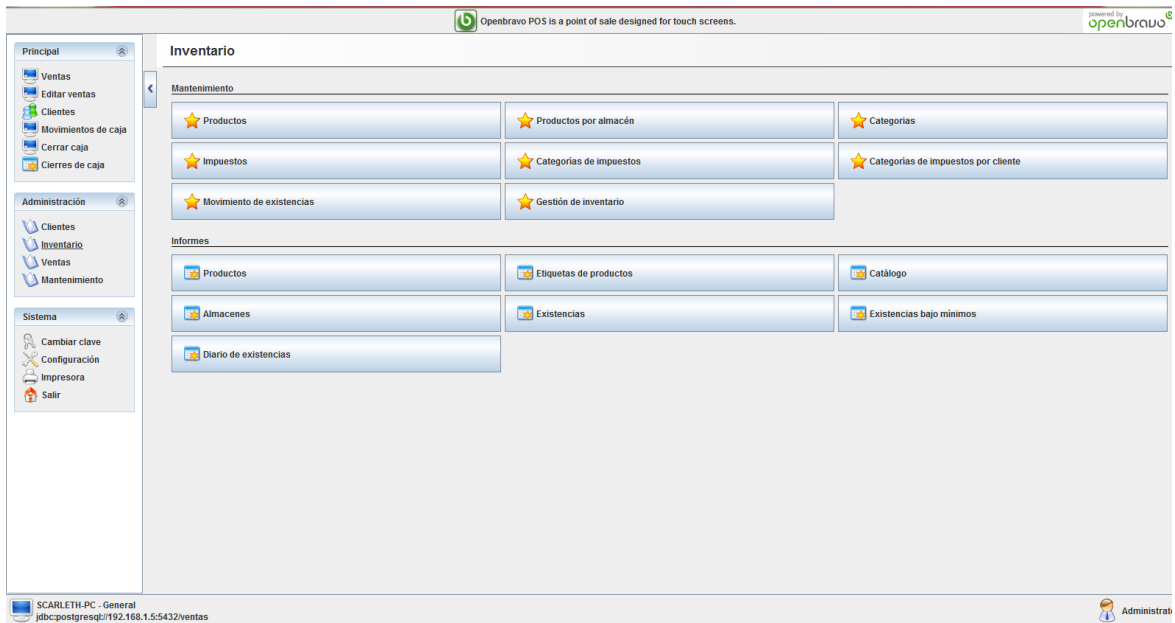 Openbravo POS is a point of sale designed for touch screens.
powered by
openbravo
Principal
Ventas
Editar ventas
Clientes
Movimientos de caja
Cerrar caja
Cierres de caja
Administración
Clientes
Inventario
Ventas
Mantenimiento
Sistema
Cambiar clave
Configuración
Impresora
Salir
Inventario
Mantenimiento
Productos
Productos por almacén
Categorias
Impuestos
Categorias de impuestos
Categorias de impuestos por cliente
Movimiento de existencias
Gestión de inventario
Informes
Productos
Etiquetas de productos
Catálogo
Almacenes
Existencias
Existencias bajo minimos
Diario de existencias
SCARLETH-PC - General
jdbc:postgresql://192.168.1.5:5432/ventas
Administrat